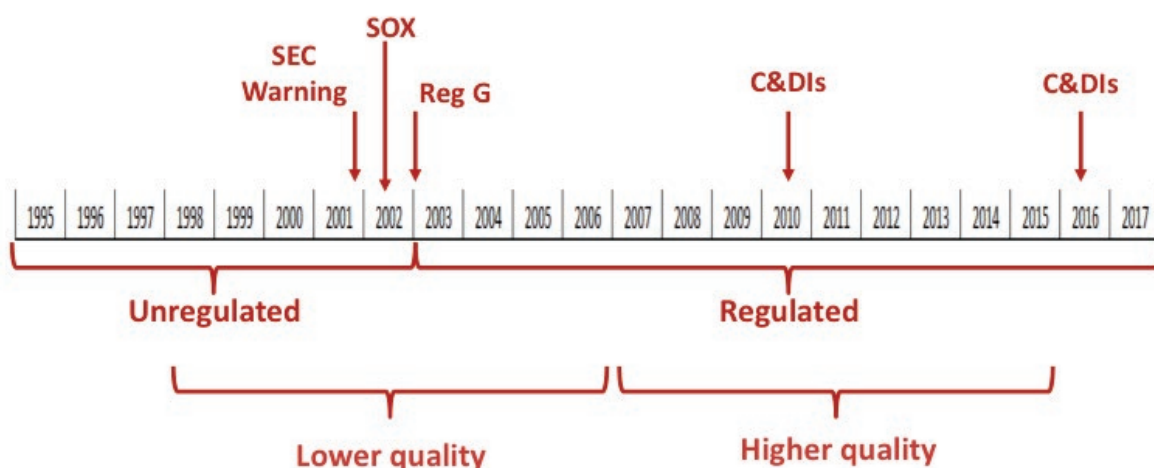 SOX
SEC
Warning
Reg G
C&DIs
C&DIs
1995 1996 1997 1998 1999 2000 2001 2002 2003 2004 2005 2006 2007 2008 2009 2010 2011 2012 2013 2014 2015 2016 2017
Unregulated
Regulated
Lower quality
Higher quality